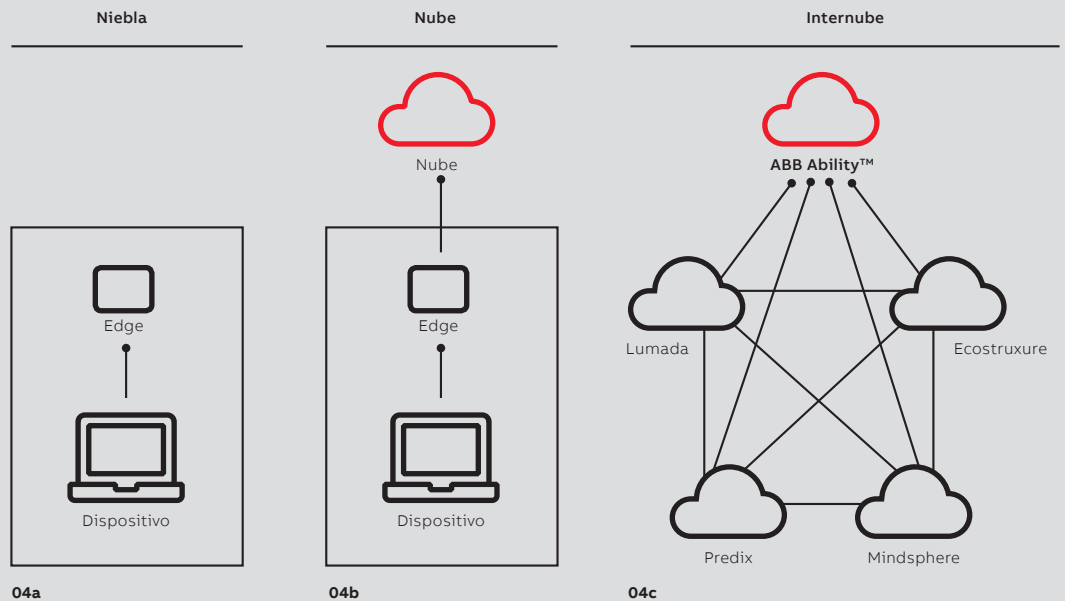 Niebla
Nube
Internube
Nube
ABB Ability™
Edge
Edge
Lumada
Ecostruxure
Dispositivo
Dispositivo
Predix
Mindsphere
04a
04b
04c